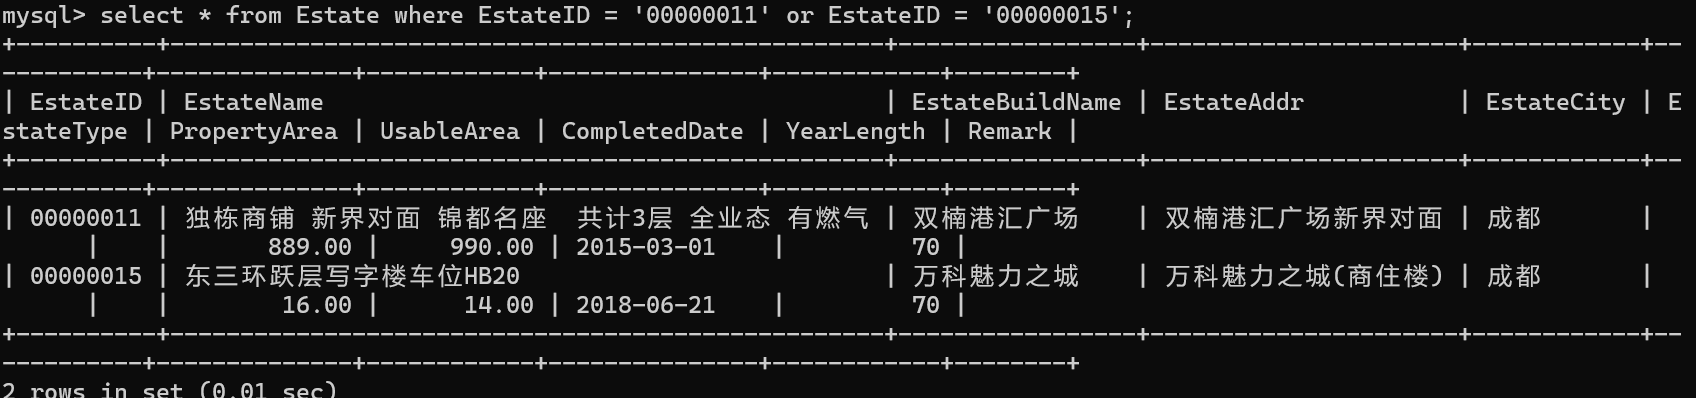 mysql> select * from Estate where EstateID = '00000011' or EstateID = '00000015';
+----------+---------------------------------------------------+-----------------+----------------------+------------+--
----------+--------------+------------+---------------+------------+--------+
| EstateID | EstateName                                        | EstateBuildName | EstateAddr           | EstateCity | E
stateType | PropertyArea | UsableArea | CompletedDate | YearLength | Remark |
+----------+---------------------------------------------------+-----------------+----------------------+------------+--
----------+--------------+------------+---------------+------------+--------+
| 00000011 | 独栋商铺 新界对面 锦都名座  共计3层 全业态 有燃气 | 双楠港汇广场    | 双楠港汇广场新界对面 | 成都       |
      |    |       889.00 |     990.00 | 2015-03-01    |         70 |
| 00000015 | 东三环跃层写字楼车位HB20                          | 万科魅力之城    | 万科魅力之城(商住楼) | 成都       |
      |    |        16.00 |      14.00 | 2018-06-21    |         70 |
+----------+---------------------------------------------------+-----------------+----------------------+------------+--
----------+--------------+------------+---------------+------------+--------+
2 rows in set (0.01 sec)